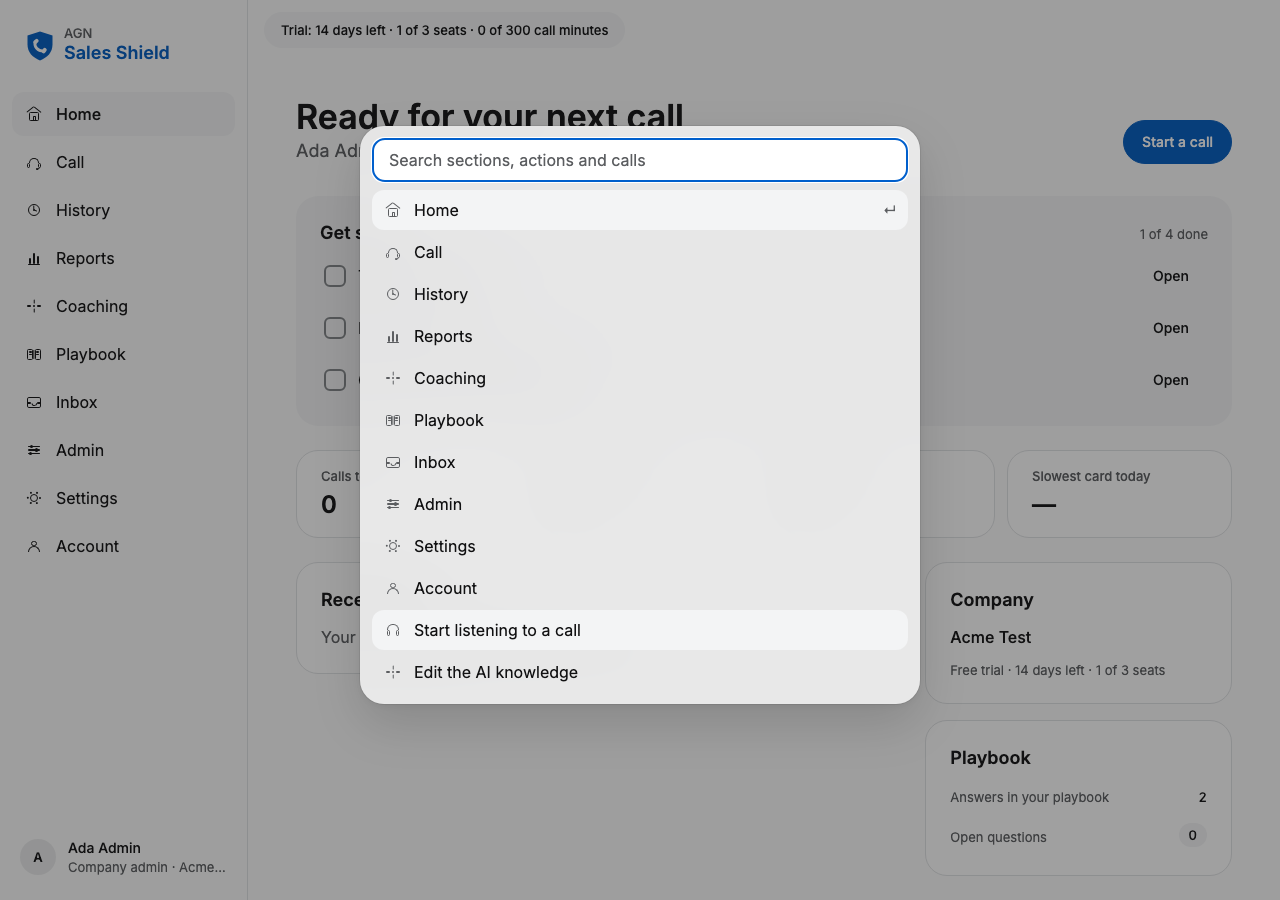 AGN
Sales Shield
Home
Call
History
Reports
Coaching
Playbook
Inbox
Admin
Settings
Account
A
Ada Admin
Company admin · Acme...
Trial: 14 days left · 1 of 3 seats · 0 of 300 call minutes
Ready for your next call
Ada
Start a call
Get
1 of 4 done
Open
Open
Open
Search sections, actions and calls
Home
Call
History
Reports
Coaching
Playbook
Inbox
Admin
Settings
Account
Start listening to a call
Edit the AI knowledge
Calls
0
Slowest card today
—
Your
Company
Acme Test
Free trial · 14 days left · 1 of 3 seats
Playbook
Answers in your playbook 2
Open questions 0